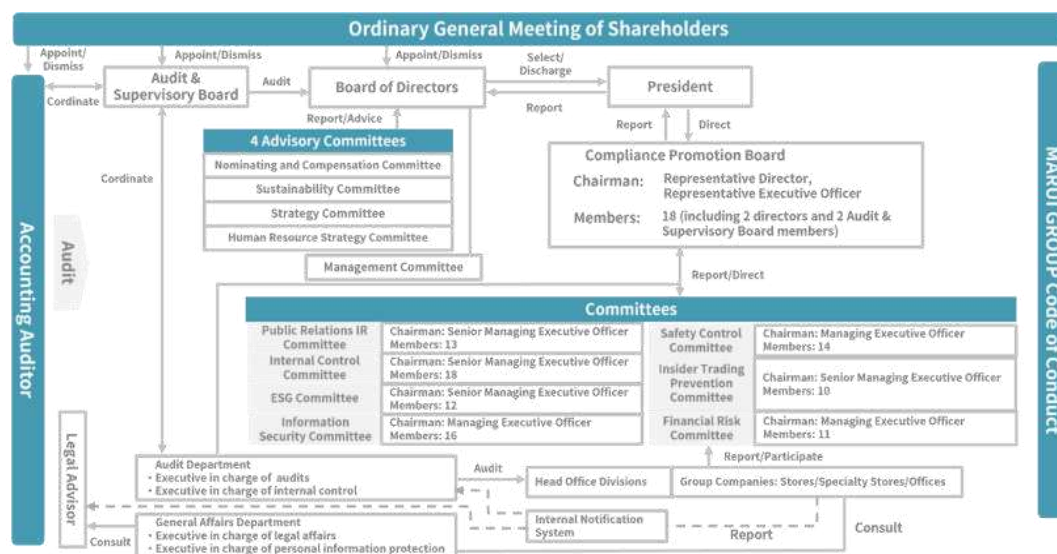 Ordinary General Meeting of Shareholders
Appoint/
Dismiss
Appoint/Dismiss
Appoint/Dismiss
Select/
Discharge
Audit &
Supervisory Board
Audit
Board of Directors
President
Cordinate
Report
Report/Advice
Report
Direct
4 Advisory Committees
Nominating and Compensation Committee
Sustainability Committee
Strategy Committee
Human Resource Strategy Committee
Management Committee
Compliance Promotion Board
Chairman: Representative Director,
Representative Executive Officer
Members: 18 (including 2 directors and 2 Audit &
Supervisory Board members)
Cordinate
Accounting Auditor
Audit
MARUI GROUP Code of Conduct
Report/Direct
Committees
Public Relations IR
Committee
Chairman: Senior Managing Executive Officer
Members: 13
Internal Control
Committee
Chairman: Senior Managing Executive Officer
Members: 18
ESG Committee
Chairman: Senior Managing Executive Officer
Members: 12
Information
Security Committee
Chairman: Managing Executive Officer
Members: 16
Safety Control
Committee
Chairman: Managing Executive Officer
Members: 14
Insider Trading
Prevention
Committee
Chairman: Senior Managing Executive Officer
Members: 10
Financial Risk
Committee
Chairman: Managing Executive Officer
Members: 11
Report/Participate
Legal Advisor
Audit Department
・Executive in charge of audits
・Executive in charge of internal control
Audit
Head Office Divisions
Group Companies: Stores/Specialty Stores/Offices
Internal Notification
System
Report
Consult
Consult
General Affairs Department
・Executive in charge of legal affairs
・Executive in charge of personal information protection